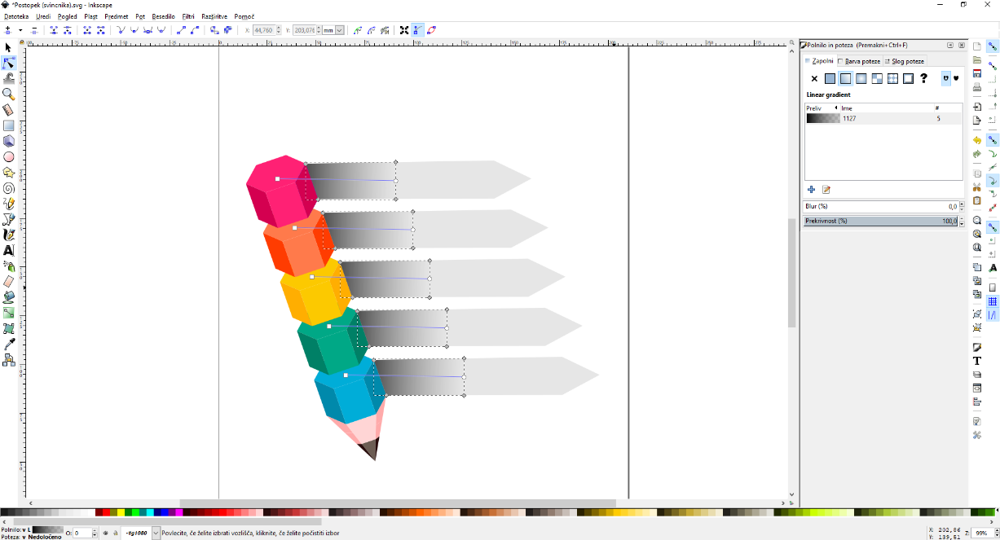 *Postopek (svincnika).svg - Inkscape
Datoteka Uredi Pogled Plast Predmet Pot Besedilo Filtri Razširitve Pomoč
X: 44,760 Y: 203,076 mm
Polnilo in poteza (Premakni+Ctrl+F)
Zapolni Barva poteze Slog poteze
?
Linear gradient
Preliv Ime #
1127 5
Blur (%) 0,0
Prekrivnost (%) 100,0
Polnilo: v L
Poteza: v Nedoločeno
O: 0
-#g1080
Povlecite, če želite izbrati vozlišča, kliknite, če želite počistiti izbor
X: 202,86
Y: 139,51
Z: 99%